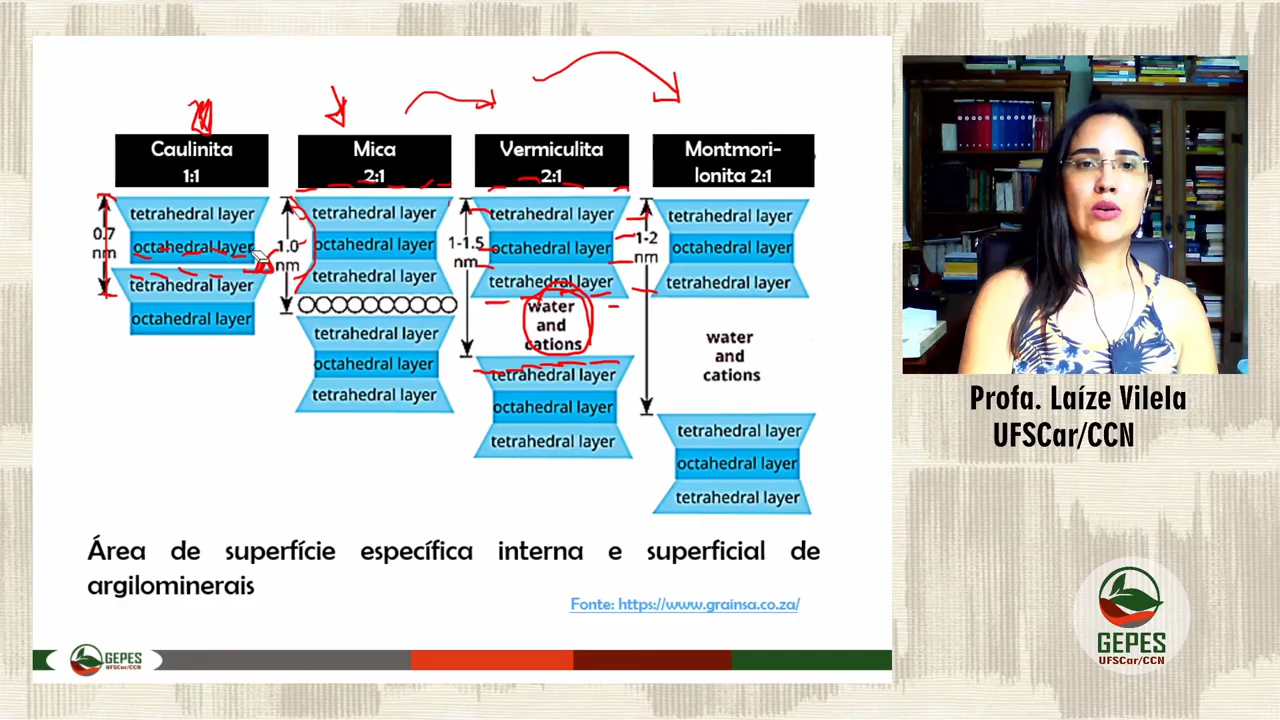 Caulinita
1:1
tetrahedral layer
octahedral layer
tetrahedral layer
octahedral layer
0.7
nm
Mica
2:1
tetrahedral layer
octahedral layer
tetrahedral layer
tetrahedral layer
octahedral layer
tetrahedral layer
1.0
nm
Vermiculita
2:1
tetrahedral layer
octahedral layer
tetrahedral layer
water
and
cations
tetrahedral layer
octahedral layer
tetrahedral layer
1-1.5
nm
Montmori-
lonita 2:1
tetrahedral layer
octahedral layer
tetrahedral layer
water
and
cations
tetrahedral layer
octahedral layer
tetrahedral layer
1-2
nm
Área de superfície específica interna e superficial de
argilominerais
Fonte: https://www.grainsa.co.za/
GEPES
UFSCar/CCN
Profa. Laíze Vilela
UFSCar/CCN
GEPES
UFSCar/CCN